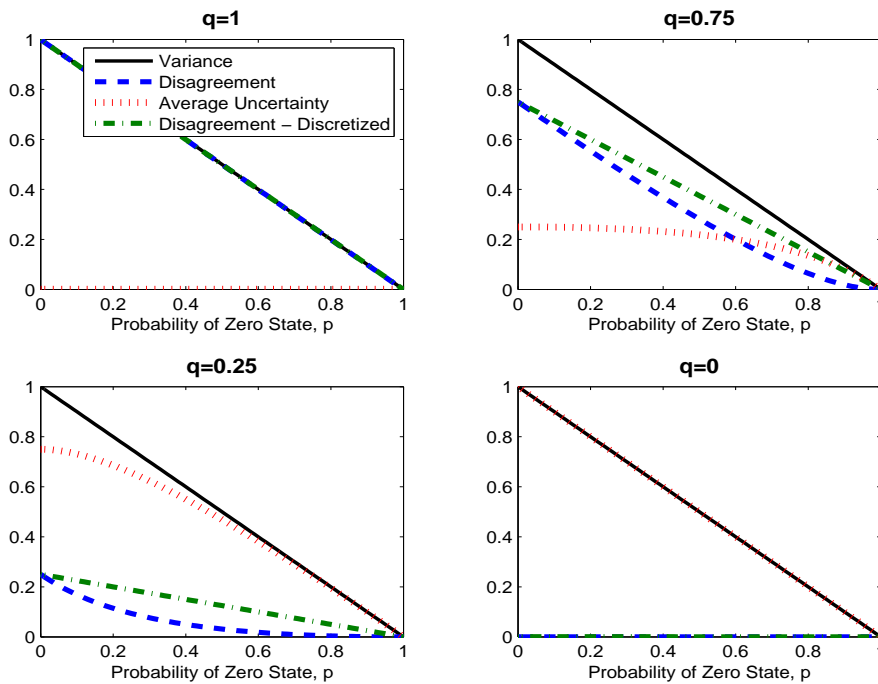 q=1
1
0.8
0.6
0.4
0.2
0
0 0.2 0.4 0.6 0.8 1
Probability of Zero State, p
Variance
Disagreement
Average Uncertainty
Disagreement – Discretized
q=0.75
1
0.8
0.6
0.4
0.2
0
0 0.2 0.4 0.6 0.8 1
Probability of Zero State, p
q=0.25
1
0.8
0.6
0.4
0.2
0
0 0.2 0.4 0.6 0.8 1
Probability of Zero State, p
q=0
1
0.8
0.6
0.4
0.2
0
0 0.2 0.4 0.6 0.8 1
Probability of Zero State, p